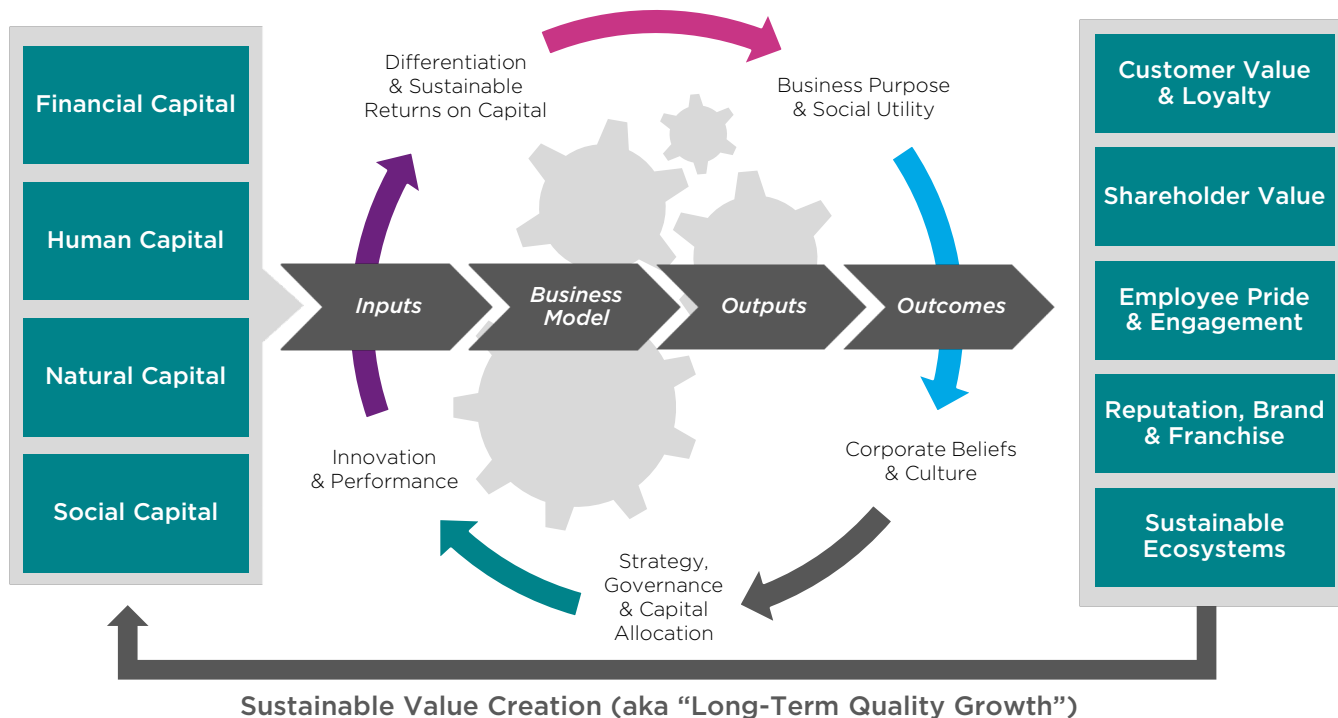 Financial Capital
Human Capital
Natural Capital
Social Capital
Differentiation
& Sustainable
Returns on Capital
Business Purpose
& Social Utility
Inputs
Business
Model
Outputs
Outcomes
Innovation
& Performance
Corporate Beliefs
& Culture
Strategy,
Governance
& Capital
Allocation
Customer Value
& Loyalty
Shareholder Value
Employee Pride
& Engagement
Reputation, Brand
& Franchise
Sustainable
Ecosystems
Sustainable Value Creation (aka “Long-Term Quality Growth”)